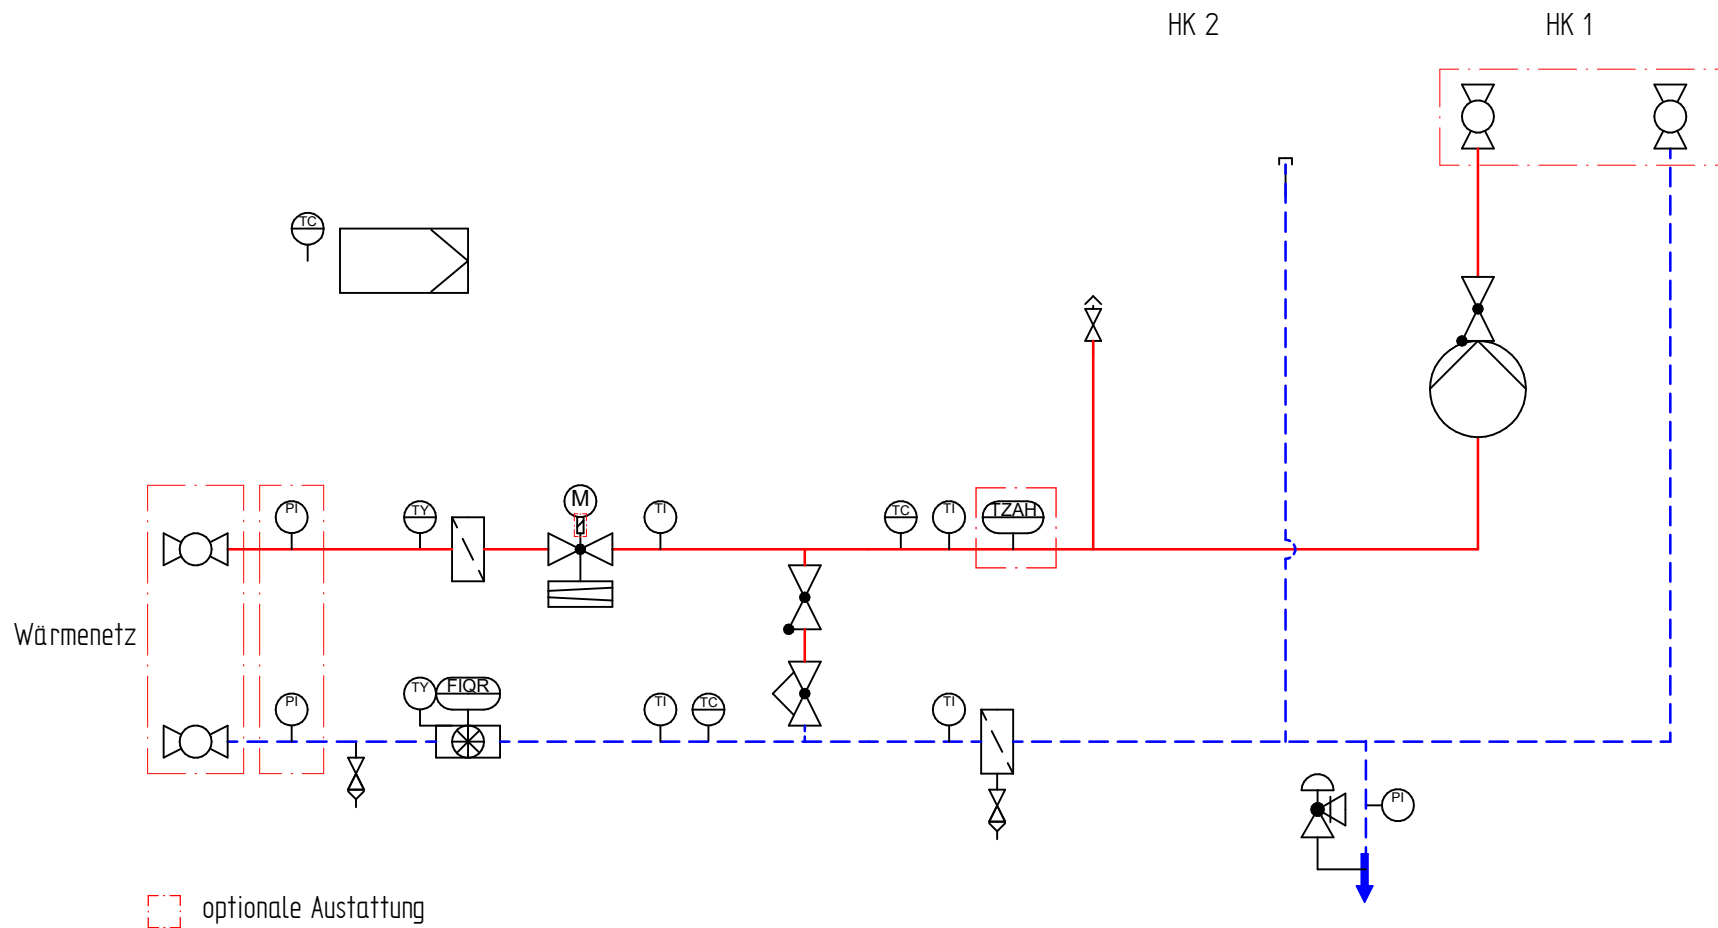 HK 2
HK 1
TC
M
PI
TY
TI
TC
TI
TZAH
Wärmenetz
PI
TY
FIQR
TI
TC
TI
PI
optionale Austattung